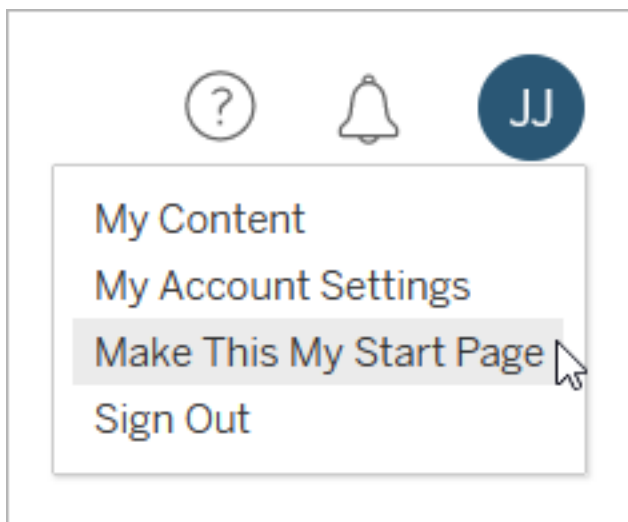 ?
JJ
My Content
My Account Settings
Make This My Start Page
Sign Out